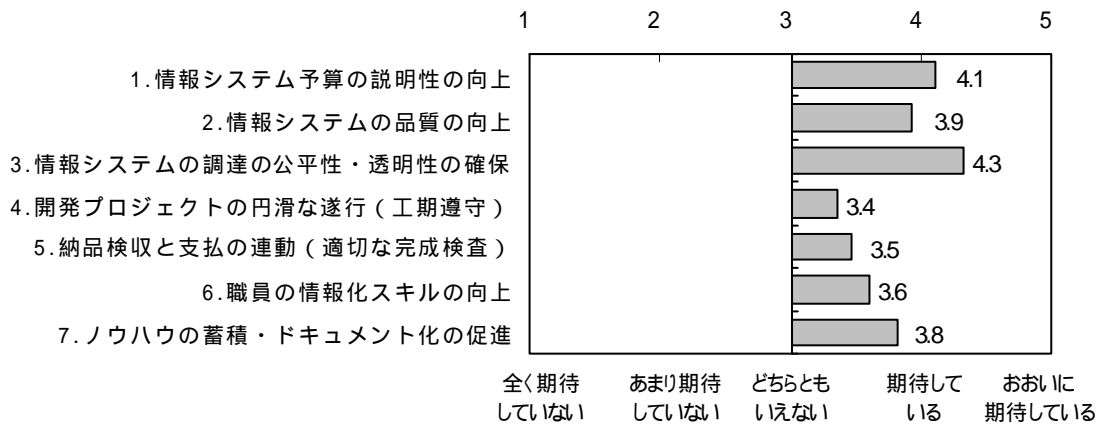 1 2 3 4 5
1.情報システム予算の説明性の向上 4.1
2.情報システムの品質の向上 3.9
3.情報システムの調達の公平性・透明性の確保 4.3
4.開発プロジェクトの円滑な遂行(工期遵守) 3.4
5.納品検収と支払の連動(適切な完成検査) 3.5
6.職員の情報化スキルの向上 3.6
7.ノウハウの蓄積・ドキュメント化の促進 3.8
全く期待 あまり期待 どちらとも 期待して おおいに
していない していない いえない いる 期待している